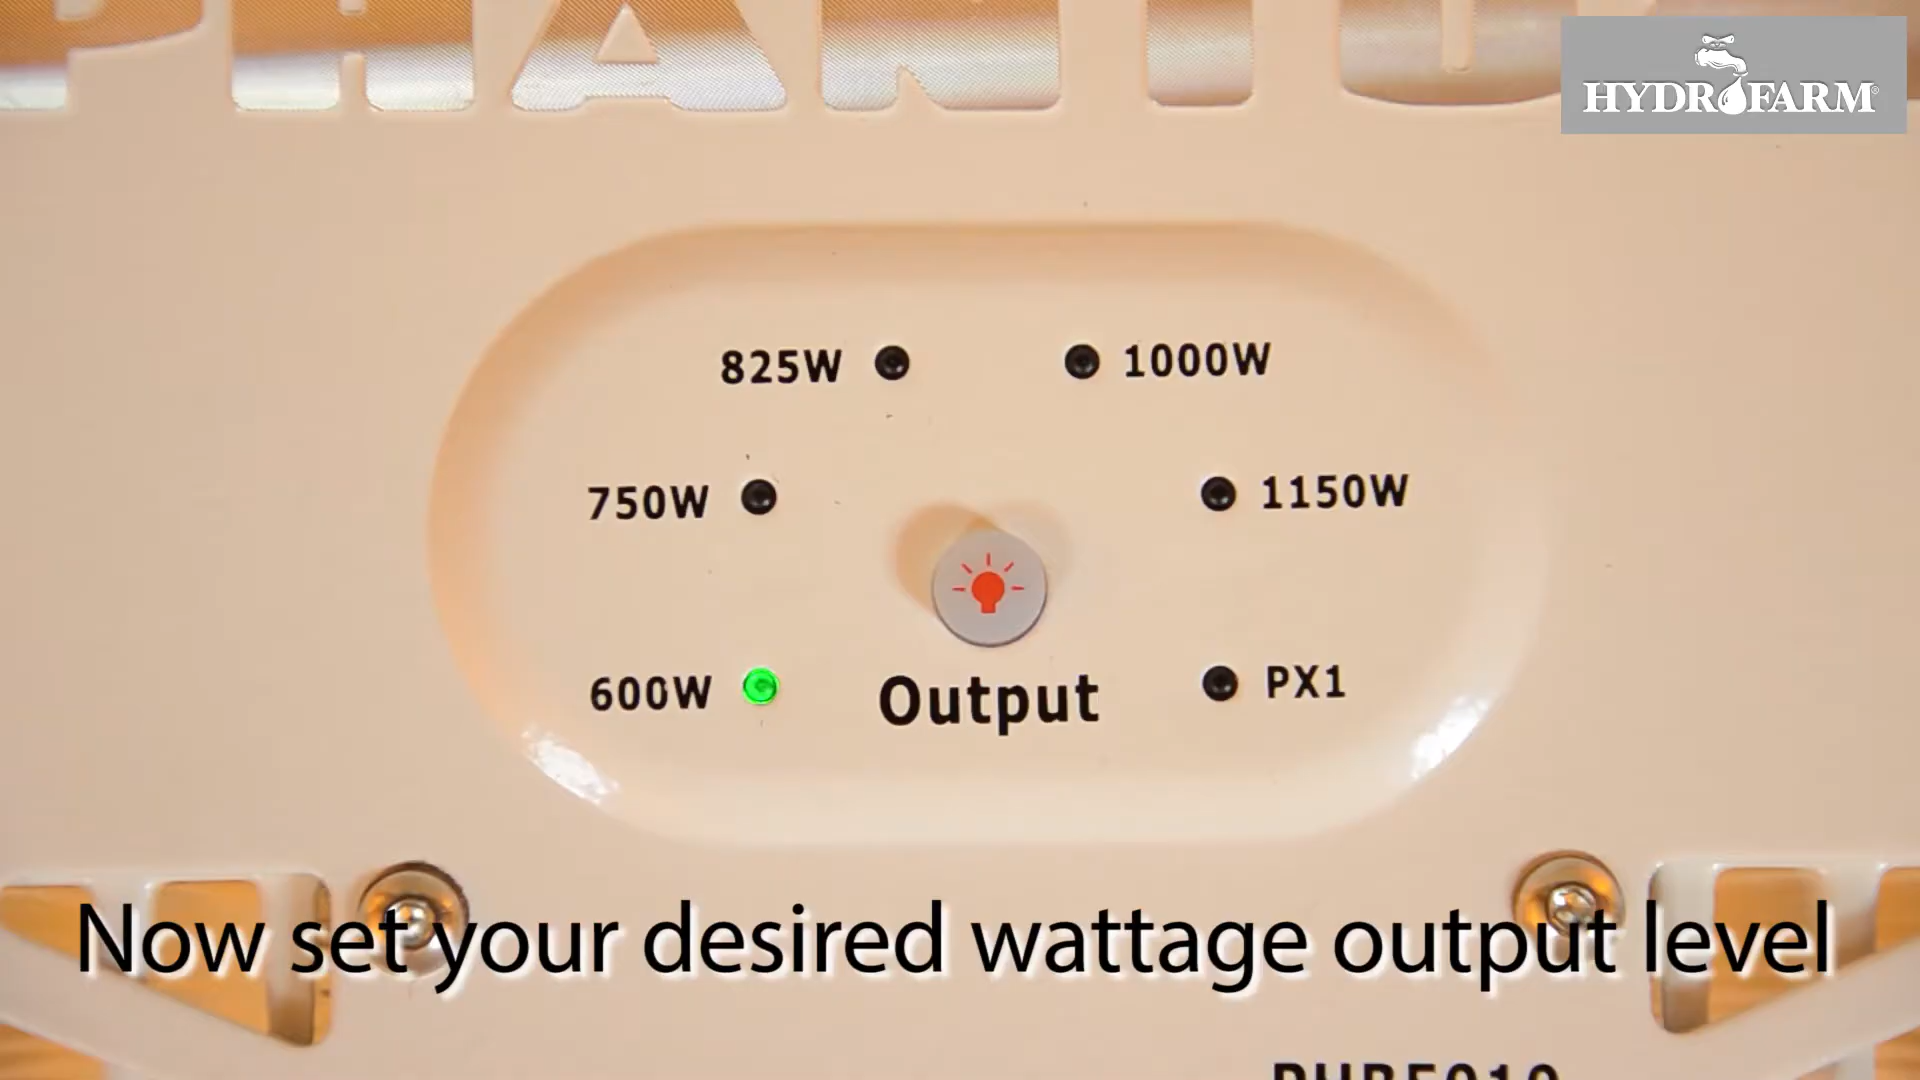 HYDROFARM®
825W
1000W
750W
1150W
600W
Output
PX1
Now set your desired wattage output level